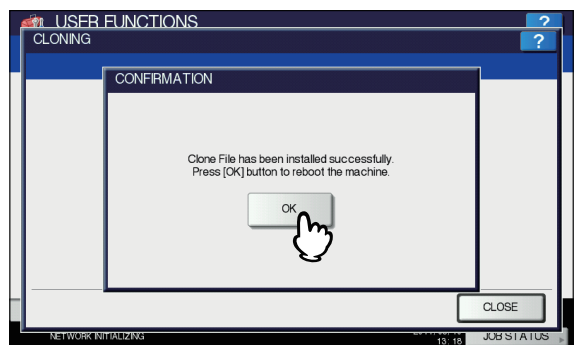 USER FUNCTIONS
?
CLONING
?
CONFIRMATION
Clone File has been installed successfully.
Press [OK] button to reboot the machine.
OK
CLOSE
NETWORK INITIALIZING
13: 18
JOB STATUS